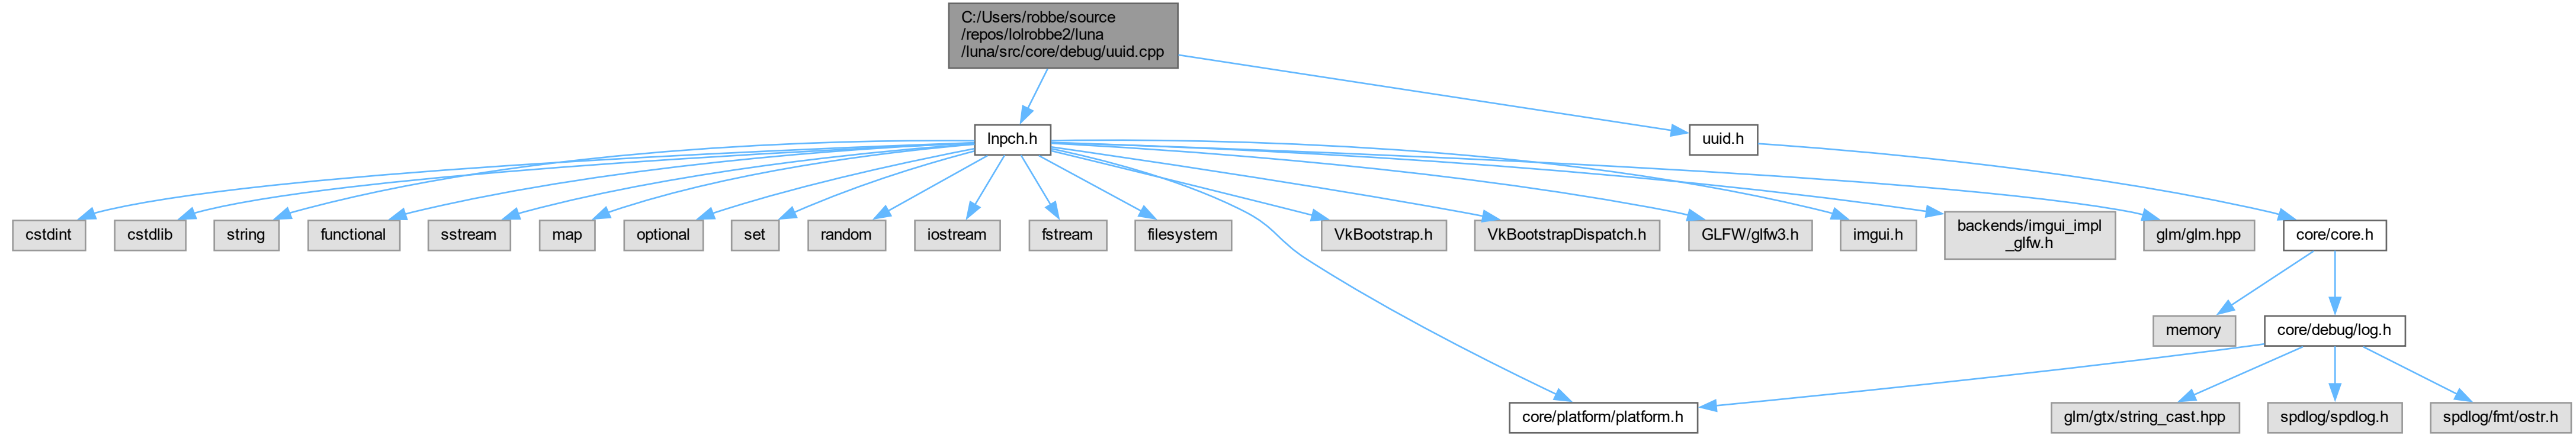 C:/Users/robbe/source
/repos/lolrobbe2/luna
/luna/src/core/debug/uuid.cpp
lnpch.h
uuid.h
cstdint
cstdlib
string
functional
sstream
map
optional
set
random
iostream
fstream
filesystem
VkBootstrap.h
VkBootstrapDispatch.h
GLFW/glfw3.h
imgui.h
backends/imgui_impl
_glfw.h
glm/glm.hpp
core/core.h
memory
core/debug/log.h
core/platform/platform.h
glm/gtx/string_cast.hpp
spdlog/spdlog.h
spdlog/fmt/ostr.h